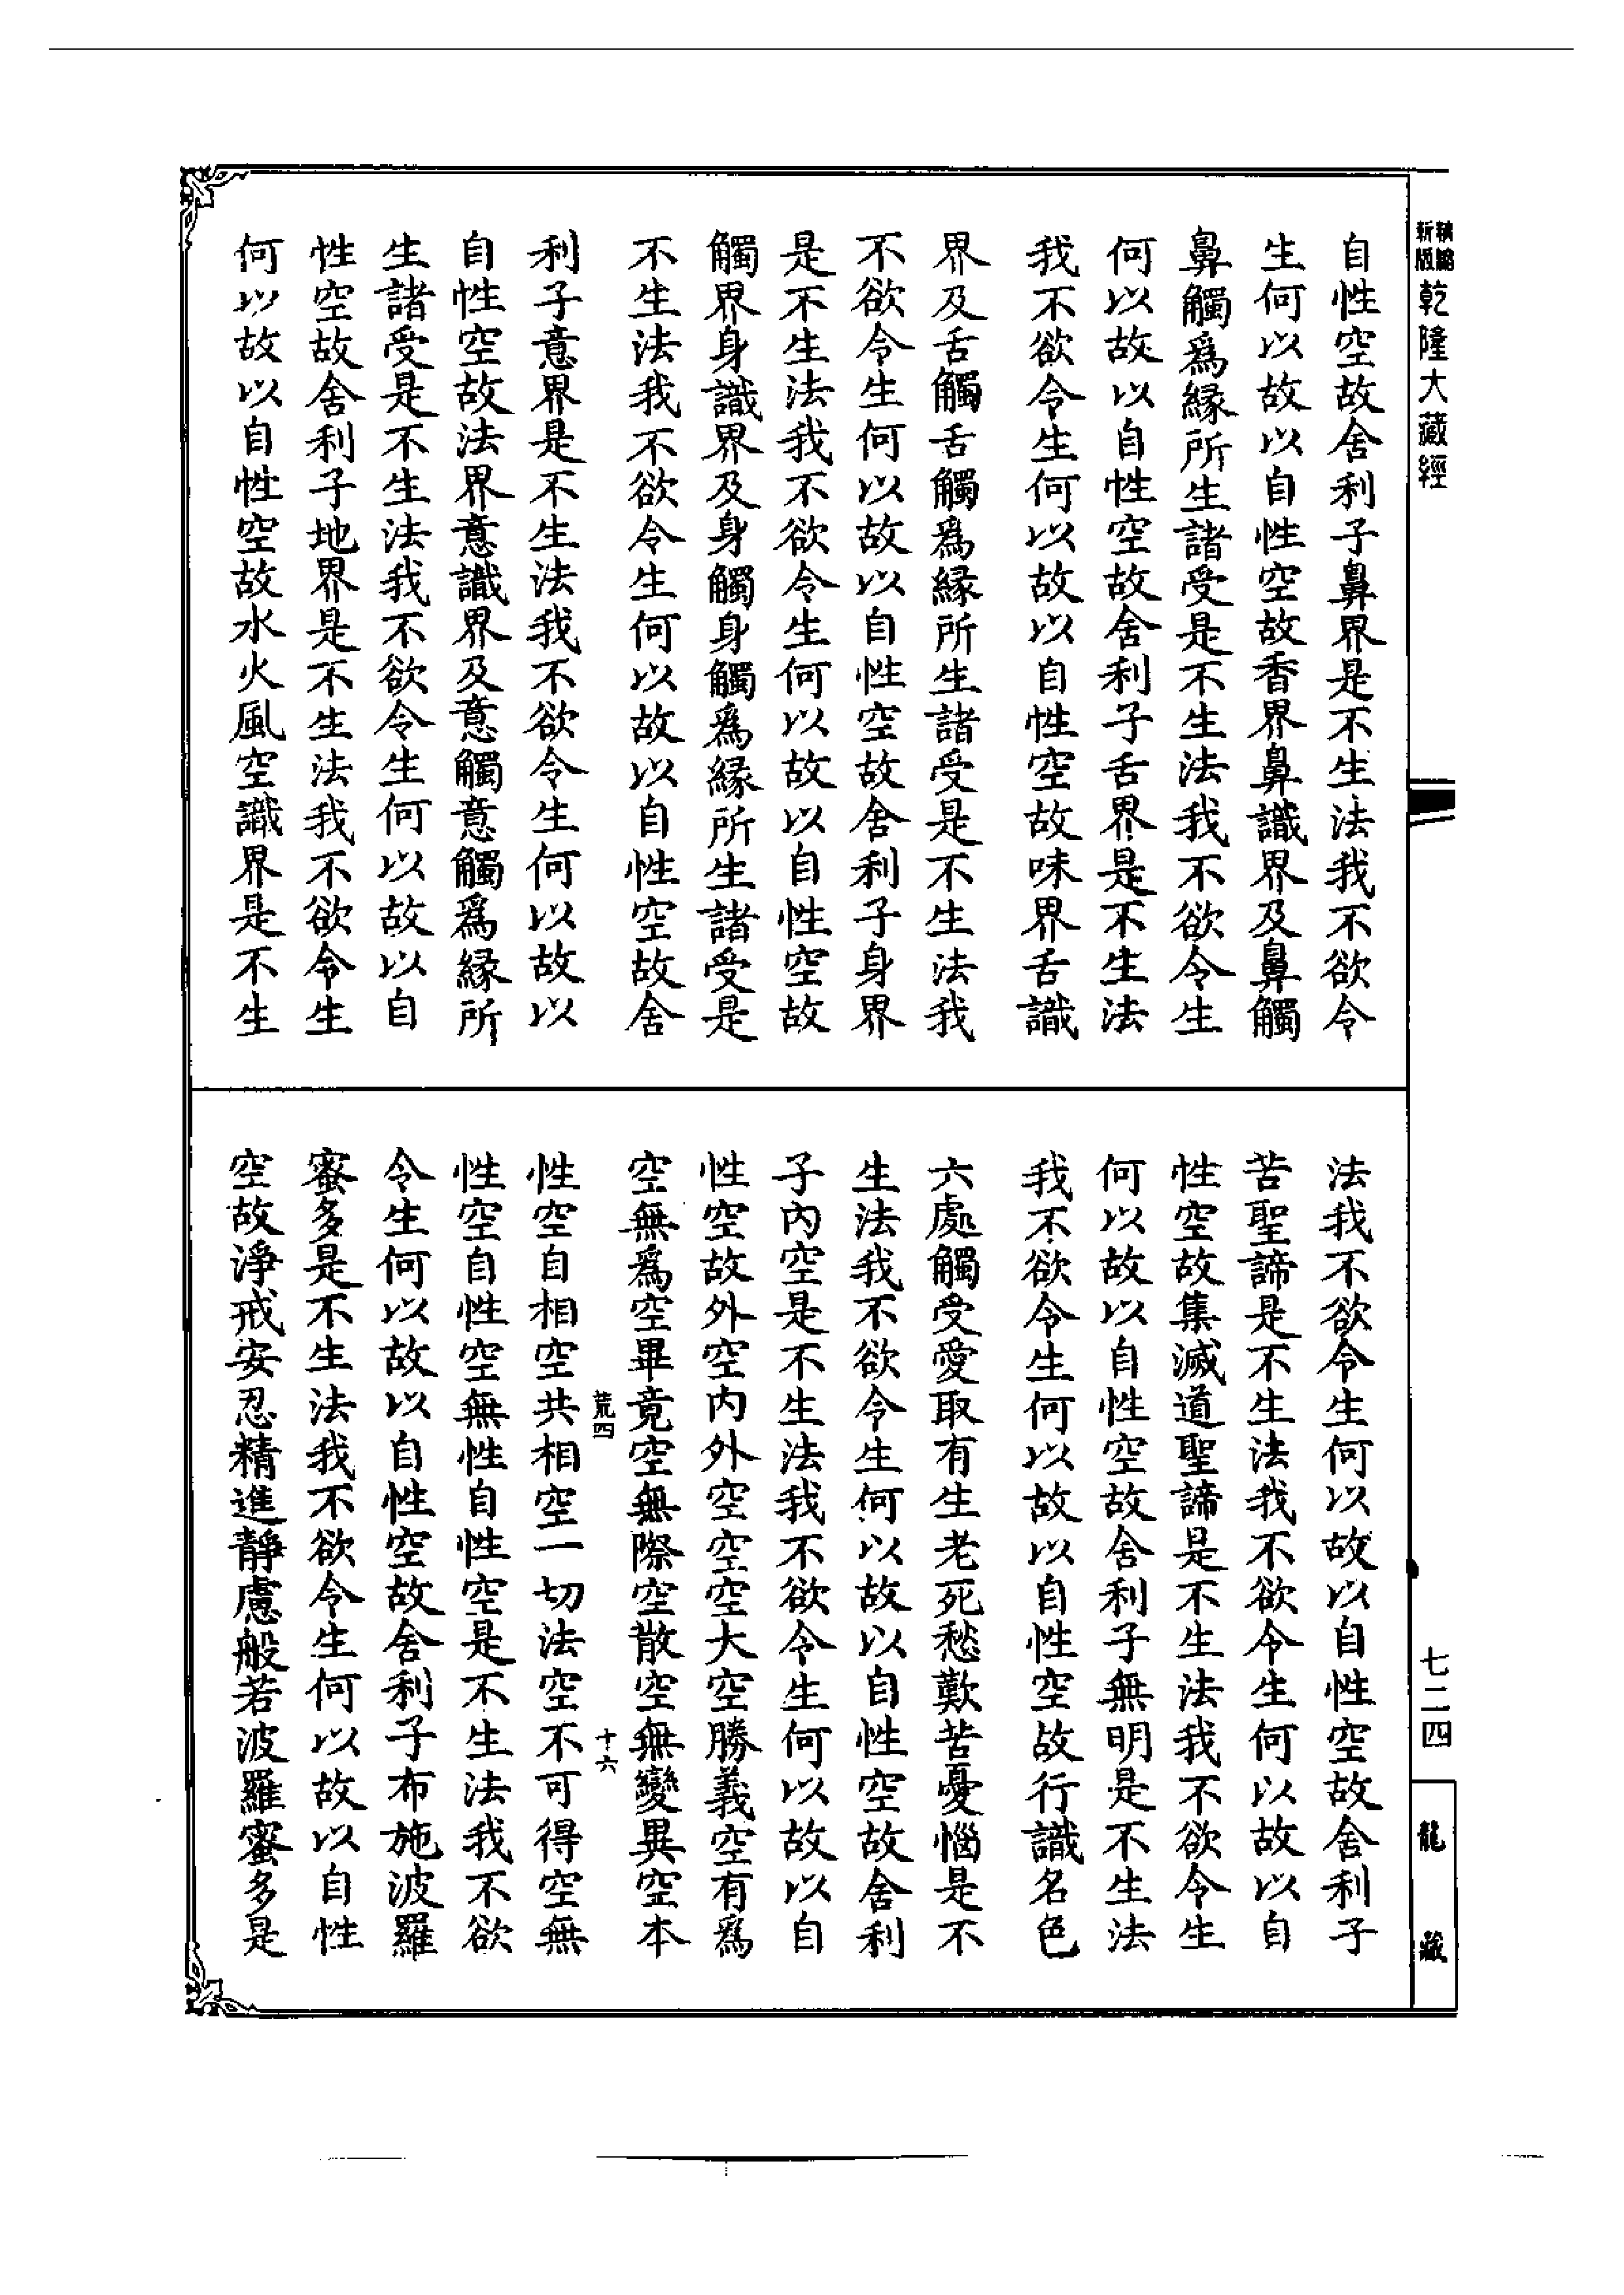 精縮新版乾隆大藏經
自性空故舍利子鼻界是不生法我不欲令
生何以故以自性空故香界鼻識界及鼻觸
鼻觸爲緣所生諸受是不生法我不欲令生
何以故以自性空故舍利子舌界是不生法
我不欲令生何以故以自性空故味界舌識
界及舌觸舌觸爲緣所生諸受是不生法我
不欲令生何以故以自性空故舍利子身界
是不生法我不欲令生何以故以自性空故
觸界身識界及身觸身觸爲緣所生諸受是
不生法我不欲令生何以故以自性空故舍
利子意界是不生法我不欲令生何以故以
自性空故法界意識界及意觸意觸爲緣所
生諸受是不生法我不欲令生何以故以自
性空故舍利子地界是不生法我不欲令生
何以故以自性空故水火風空識界是不生
法我不欲令生何以故以自性空故舍利子
苦聖諦是不生法我不欲令生何以故以自
性空故集滅道聖諦是不生法我不欲令生
何以故以自性空故舍利子無明是不生法
我不欲令生何以故以自性空故行識名色
六處觸受愛取有生老死愁歎苦憂惱是不
生法我不欲令生何以故以自性空故舍利
子內空是不生法我不欲令生何以故以自
性空故外空內外空空空大空勝義空有爲
空無爲空畢竟空無際空散空無變異空本
荒四
十六
性空自相空共相空一切法空不可得空無
性空自性空無性自性空是不生法我不欲
令生何以故以自性空故舍利子布施波羅
蜜多是不生法我不欲令生何以故以自性
空故淨戒安忍精進靜慮般若波羅蜜多是
七二四
龍藏